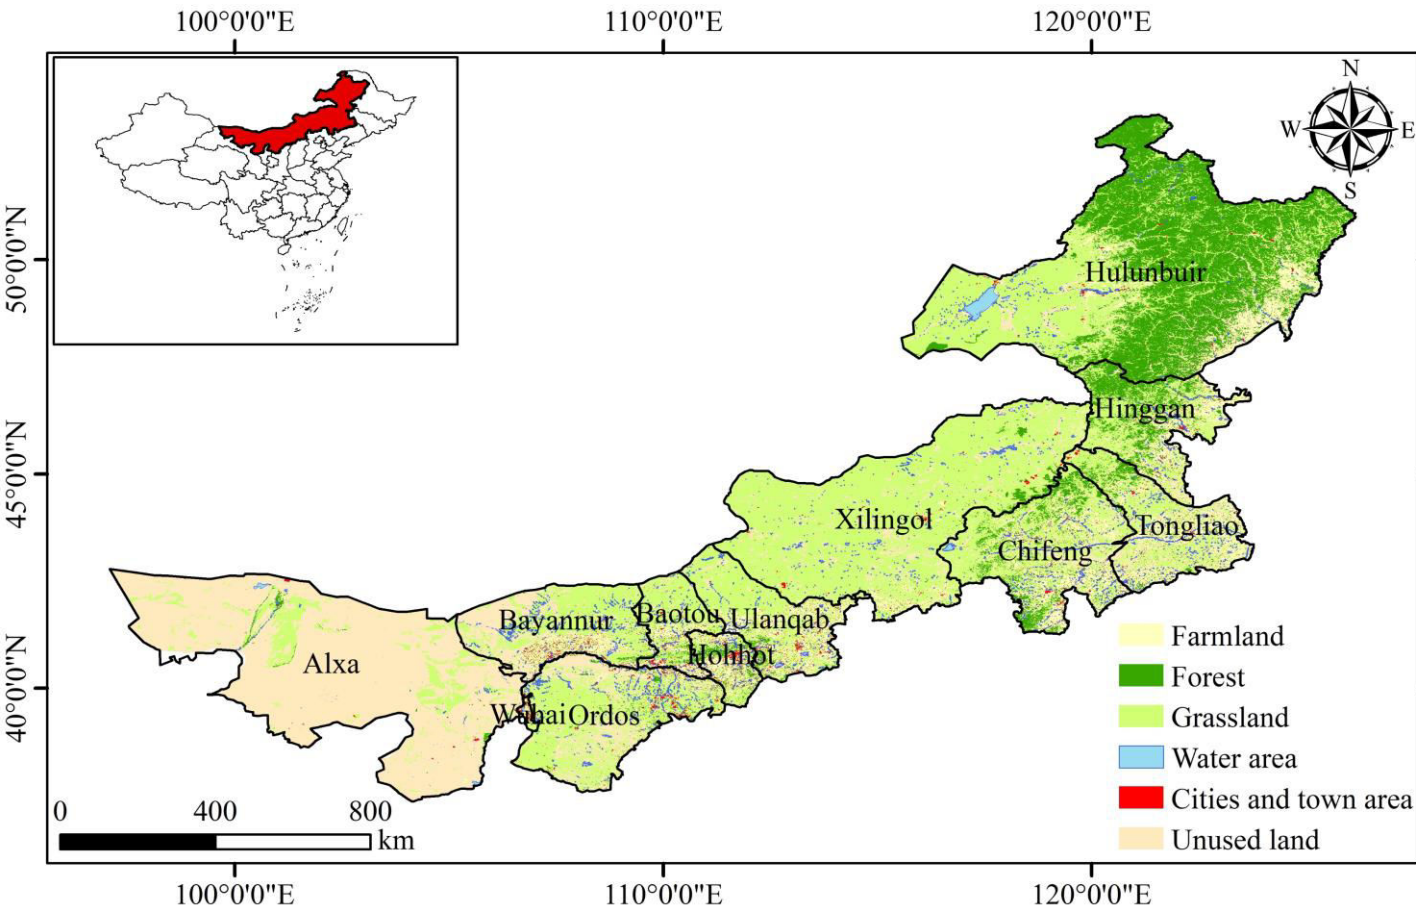 100°0'0"E
110°0'0"E
120°0'0"E
N
W
E
S
50°0'0"N
45°0'0"N
40°0'0"N
Hulunbuir
Hinggan
Xilingol
Tongliao
Chifeng
Bayannur
Baotou
Ulanqab
Hohhot
Alxa
Wuhai
Ordos
Farmland
Forest
Grassland
Water area
Cities and town area
Unused land
0
400
800
km
100°0'0"E
110°0'0"E
120°0'0"E